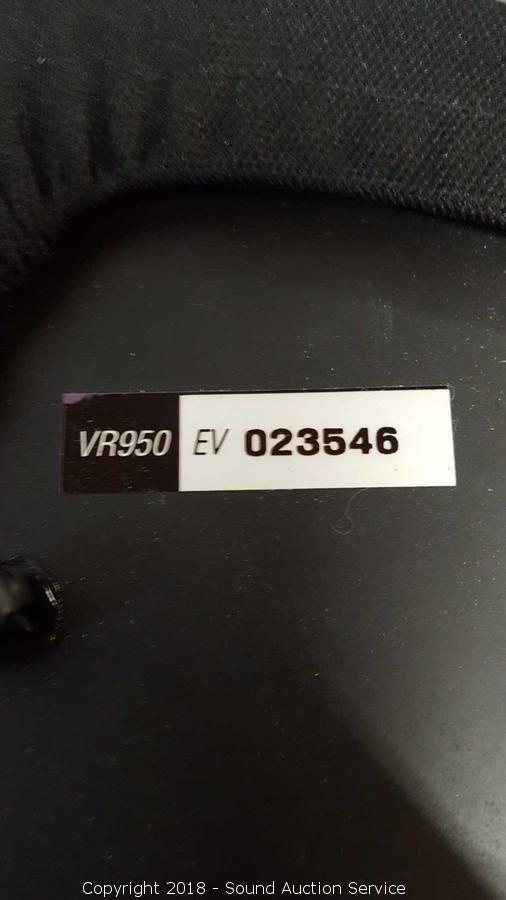 VR950 EV 023546
Copyright 2018 - Sound Auction Service